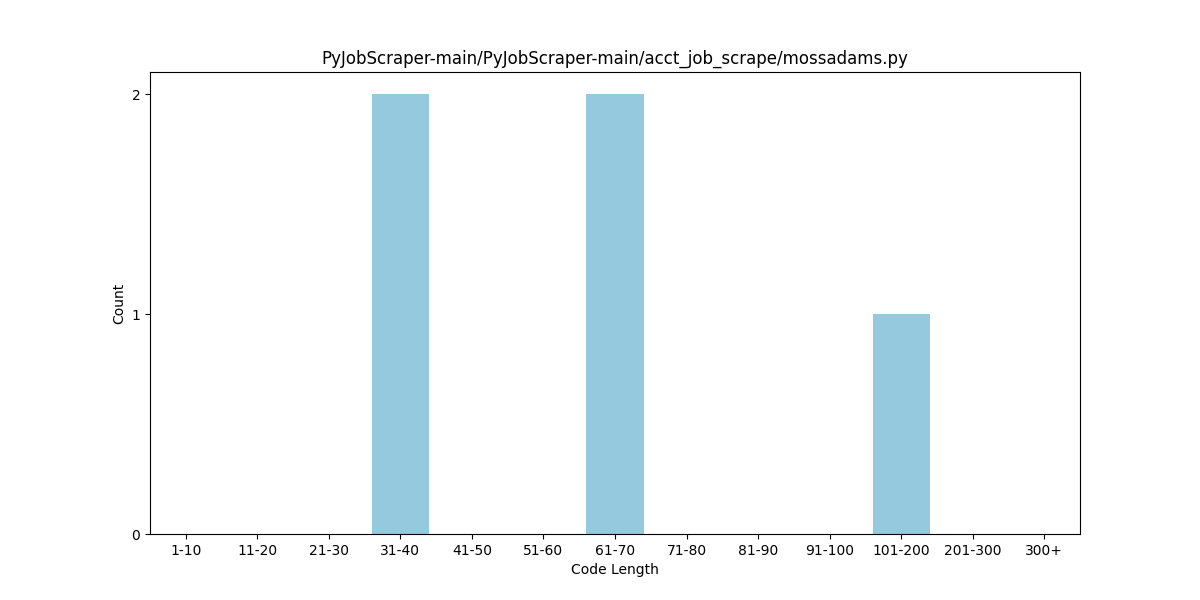 PyJobScraper-main/PyJobScraper-main/acct_job_scrape/mossadams.py
Count
2
1
0
1-10 11-20 21-30 31-40 41-50 51-60 61-70 71-80 81-90 91-100 101-200 201-300 300+
Code Length